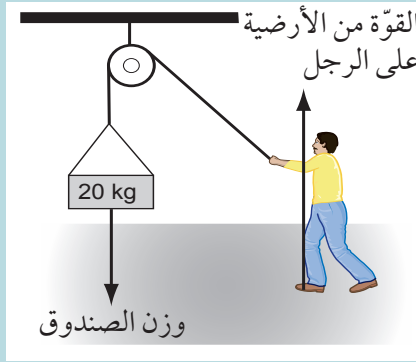 القوّة من الأرضية
على الرجل
20 kg
وزن الصندوق